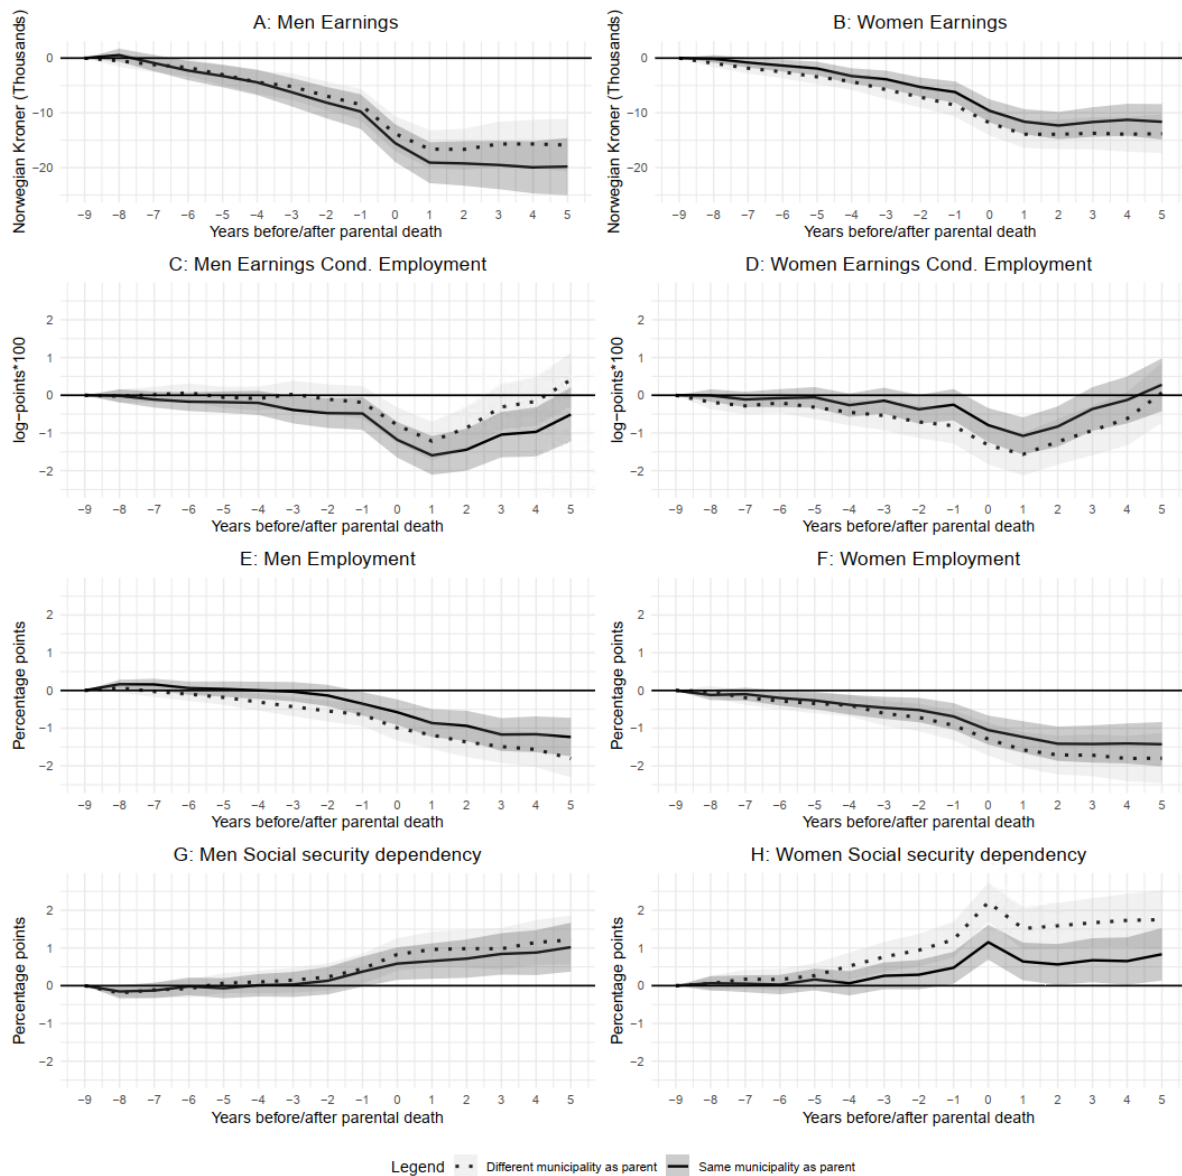 A: Men Earnings
Norwegian Kroner (Thousands)
0
−10
−20
−9 −8 −7 −6 −5 −4 −3 −2 −1 0 1 2 3 4 5
Years before/after parental death
B: Women Earnings
Norwegian Kroner (Thousands)
0
−10
−20
−9 −8 −7 −6 −5 −4 −3 −2 −1 0 1 2 3 4 5
Years before/after parental death
C: Men Earnings Cond. Employment
log−points*100
2
1
0
−1
−2
−9 −8 −7 −6 −5 −4 −3 −2 −1 0 1 2 3 4 5
Years before/after parental death
D: Women Earnings Cond. Employment
log−points*100
2
1
0
−1
−2
−9 −8 −7 −6 −5 −4 −3 −2 −1 0 1 2 3 4 5
Years before/after parental death
E: Men Employment
Percentage points
2
1
0
−1
−2
−9 −8 −7 −6 −5 −4 −3 −2 −1 0 1 2 3 4 5
Years before/after parental death
F: Women Employment
Percentage points
2
1
0
−1
−2
−9 −8 −7 −6 −5 −4 −3 −2 −1 0 1 2 3 4 5
Years before/after parental death
G: Men Social security dependency
Percentage points
2
1
0
−1
−2
−9 −8 −7 −6 −5 −4 −3 −2 −1 0 1 2 3 4 5
Years before/after parental death
H: Women Social security dependency
Percentage points
2
1
0
−1
−2
−9 −8 −7 −6 −5 −4 −3 −2 −1 0 1 2 3 4 5
Years before/after parental death
Legend Different municipality as parent Same municipality as parent